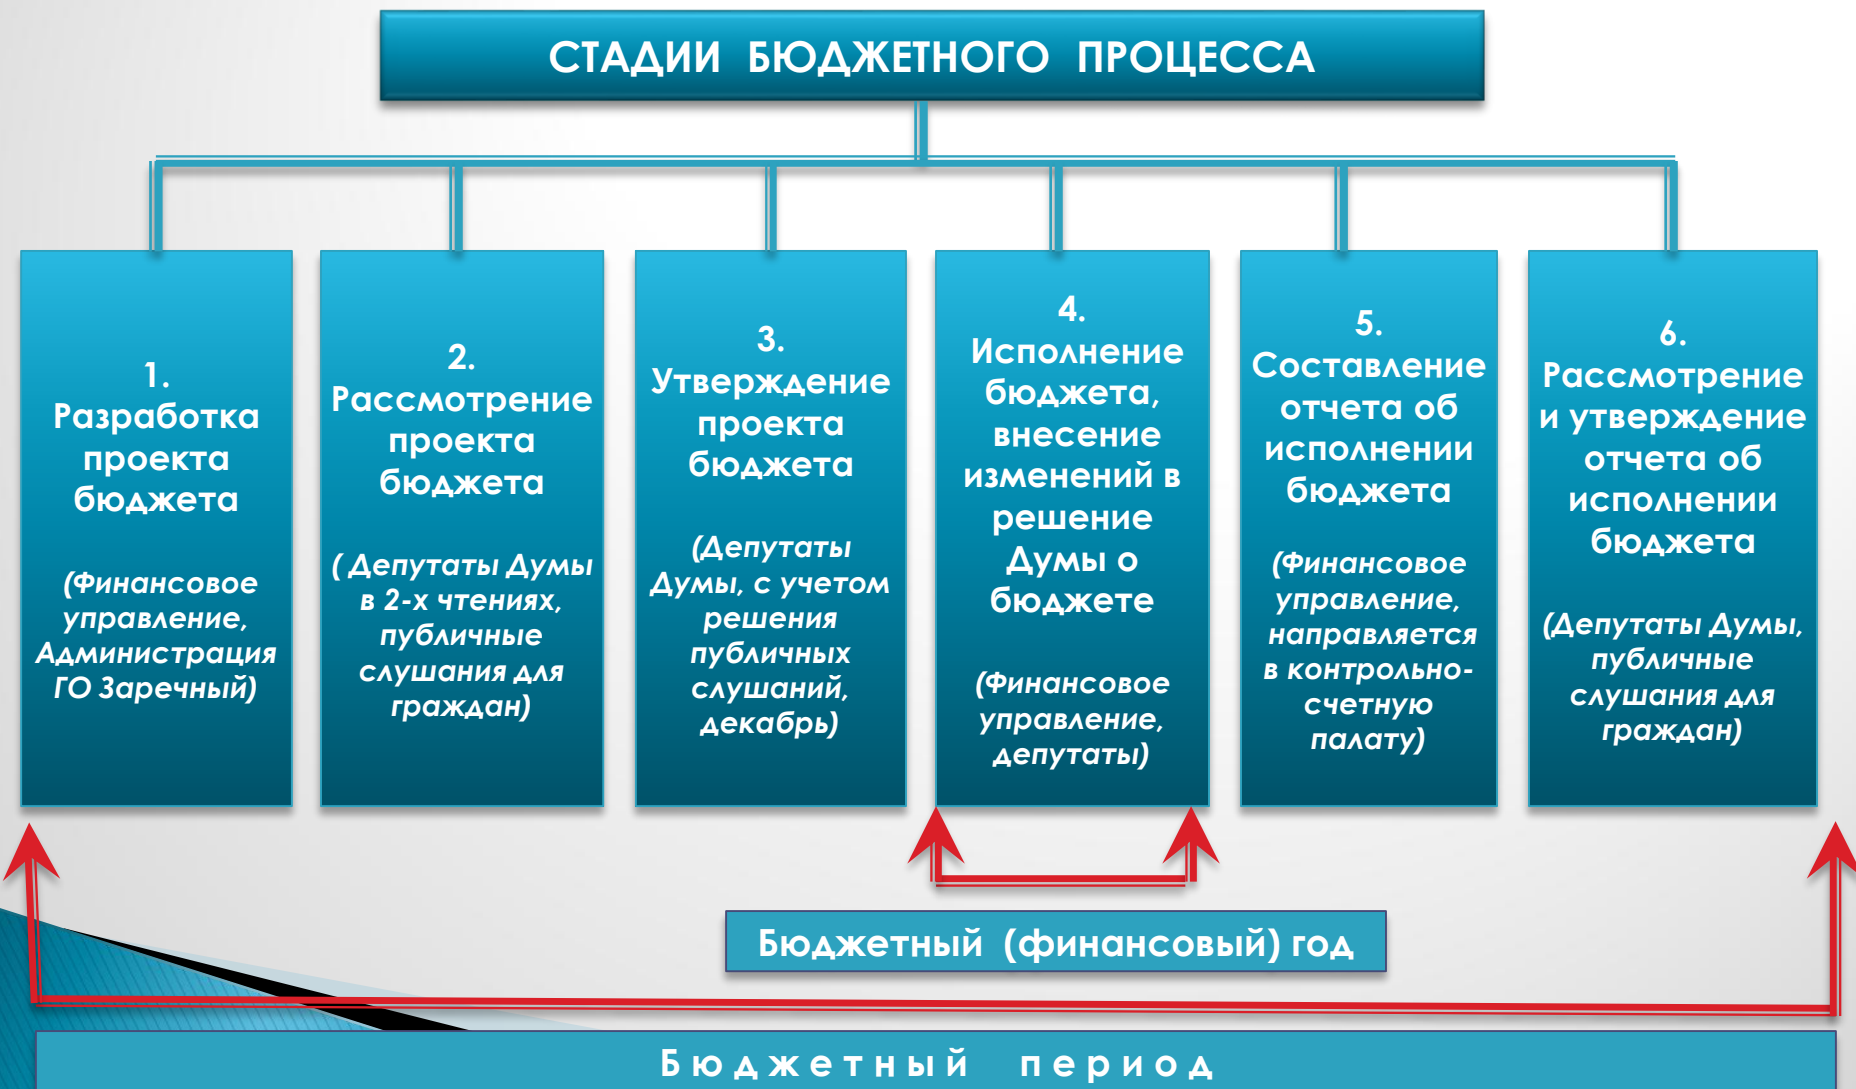 СТАДИИ БЮДЖЕТНОГО ПРОЦЕССА
1.
Разработка
проекта
бюджета
(Финансовое
управление,
Администрация
ГО Заречный)
2.
Рассмотрение
проекта
бюджета
( Депутаты Думы
в 2-х чтениях,
публичные
слушания для
граждан)
3.
Утверждение
проекта
бюджета
(Депутаты
Думы, с учетом
решения
публичных
слушаний,
декабрь)
4.
Исполнение
бюджета,
внесение
изменений в
решение
Думы о
бюджете
(Финансовое
управление,
депутаты)
5.
Составление
отчета об
исполнении
бюджета
(Финансовое
управление,
направляется
в контрольно-
счетную
палату)
6.
Рассмотрение
и утверждение
отчета об
исполнении
бюджета
(Депутаты Думы,
публичные
слушания для
граждан)
Бюджетный (финансовый) год
Бюджетный период